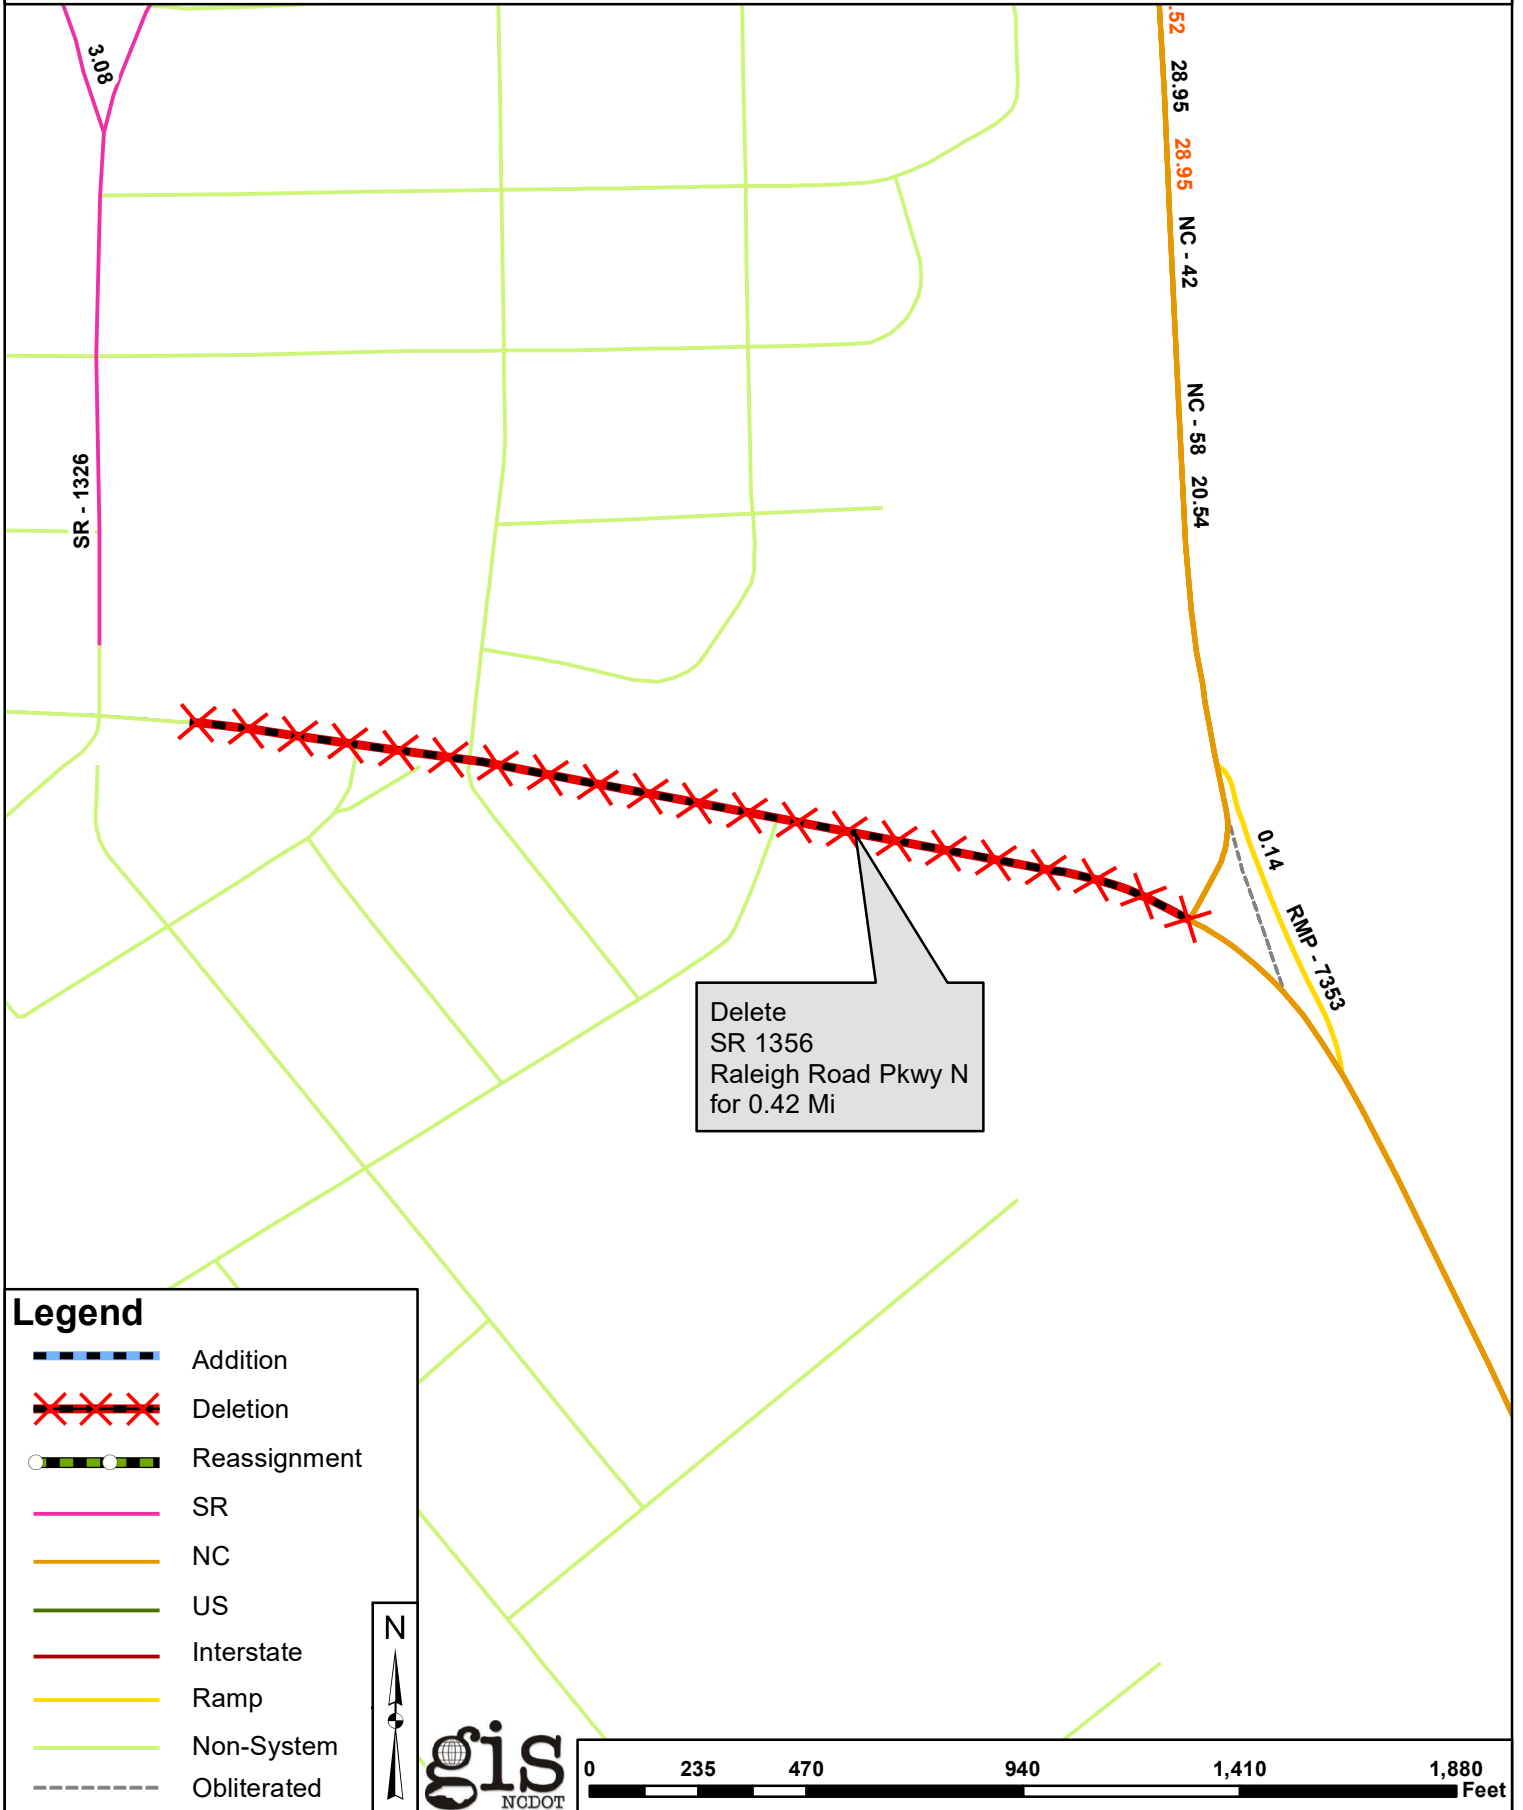 3.08
.52
28.95
28.95
NC - 42
NC - 58
20.54
SR - 1326
0.14
RMP - 7353
Delete
SR 1356
Raleigh Road Pkwy N
for 0.42 Mi
Legend
Addition
Deletion
Reassignment
SR
NC
US
Interstate
Ramp
Non-System
Obliterated
N
gis
NCDOT
0 235 470 940 1,410 1,880
Feet